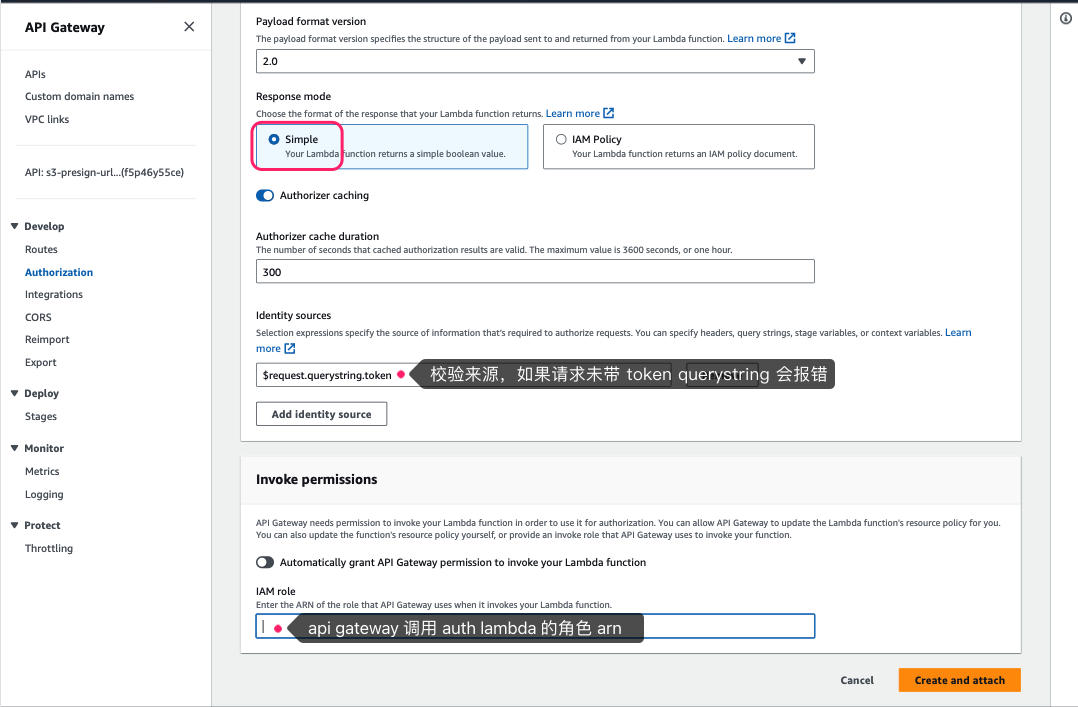 API Gateway
APIs
Custom domain names
VPC links
API: s3-presign-url...(f5p46y55ce)
Develop
Routes
Authorization
Integrations
CORS
Reimport
Export
Deploy
Stages
Monitor
Metrics
Logging
Protect
Throttling
Payload format version
The payload format version specifies the structure of the payload sent to and returned from your Lambda function. Learn more
2.0
Response mode
Choose the format of the response that your Lambda function returns. Learn more
Simple
Your Lambda function returns a simple boolean value.
IAM Policy
Your Lambda function returns an IAM policy document.
Authorizer caching
Authorizer cache duration
The number of seconds that cached authorization results are valid. The maximum value is 3600 seconds, or one hour.
300
Identity sources
Selection expressions specify the source of information that's required to authorize requests. You can specify headers, query strings, stage variables, or context variables. Learn
more
$request.querystring.token
校验来源，如果请求未带 token querystring 会报错
Add identity source
Invoke permissions
API Gateway needs permission to invoke your Lambda function in order to use it for authorization. You can allow API Gateway to update the Lambda function's resource policy for you.
You can also update the function's resource policy yourself, or provide an invoke role that API Gateway uses to invoke your function.
Automatically grant API Gateway permission to invoke your Lambda function
IAM role
Enter the ARN of the role that API Gateway uses when it invokes your Lambda function.
api gateway 调用 auth lambda 的角色 arn
Cancel
Create and attach